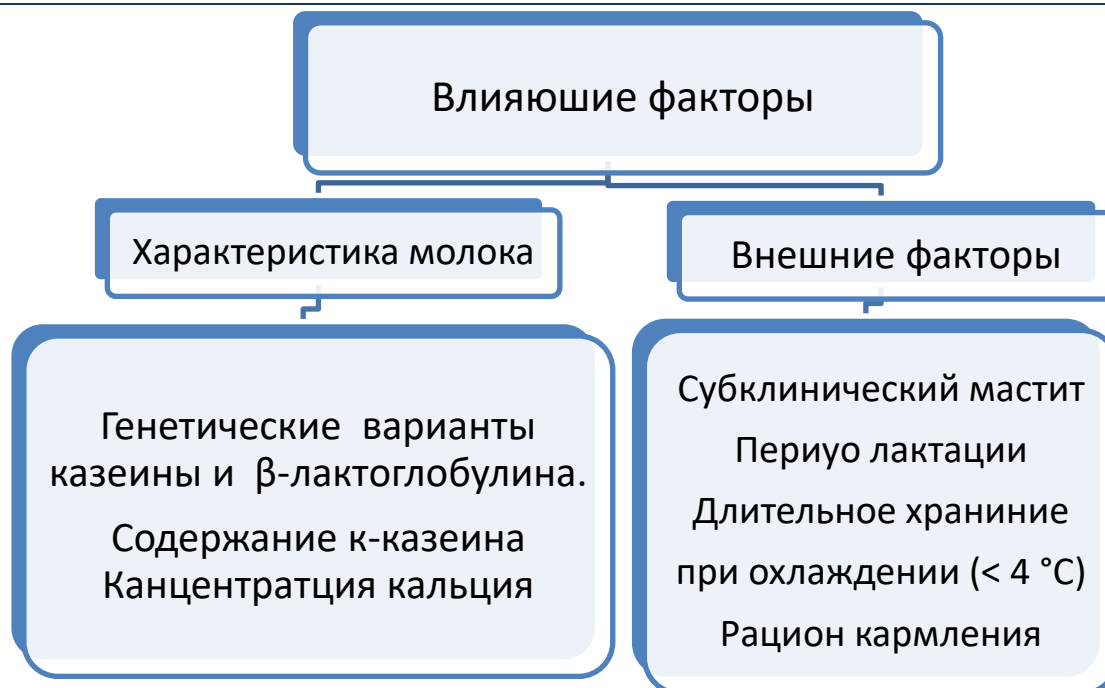 Влияюшие факторы
Характеристика молока
Внешние факторы
Генетические варианты
казеины и β-лактоглобулина.
Содержание к-казеина
Канцентратция кальция
Субклинический мастит
Периуо лактации
Длительное храниние
при охлаждении (< 4 °C)
Рацион кармления